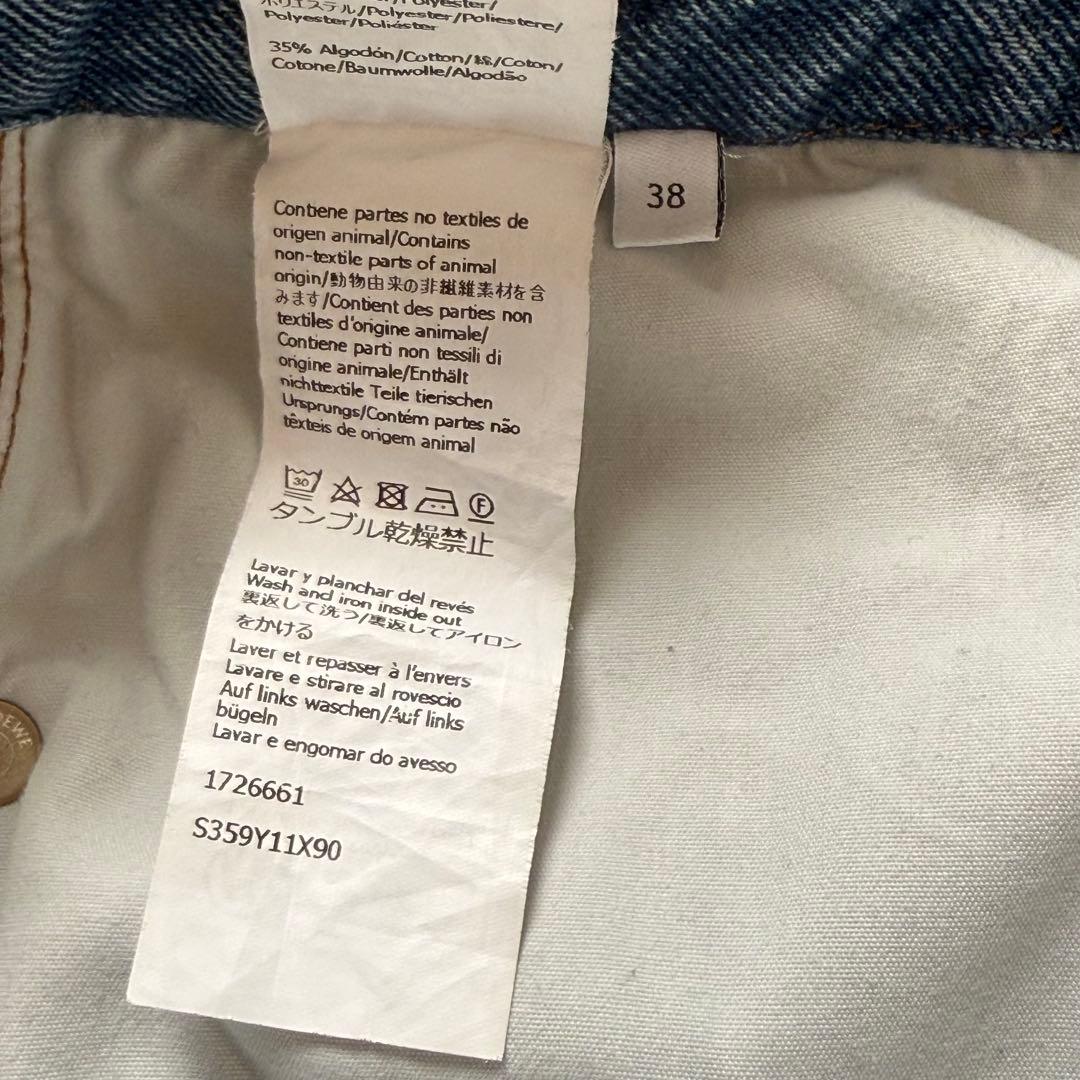 Polyester/
ポリエステル/Polyester/Poliestere/
Polyester/Poliéster
35% Algodón/Cotton/綿/Coton/
Cotone/Baumwolle/Algodão
38
Contiene partes no textiles de
origen animal/Contains
non-textile parts of animal
origin/動物由来の非繊維素材を含
みます/Contient des parties non
textiles d'origine animale/
Contiene parti non tessili di
origine animale/Enthält
nichttextile Teile tierischen
Ursprungs/Contém partes não
têxteis de origem animal
30
F
タンブル乾燥禁止
Lavar y planchar del revés
Wash and iron inside out
裏返して洗う/裏返してアイロン
をかける
Laver et repasser à l'envers
Lavare e stirare al rovescio
Auf links waschen/Auf links
bügeln
Lavar e engomar do avesso
1726661
S359Y11X90